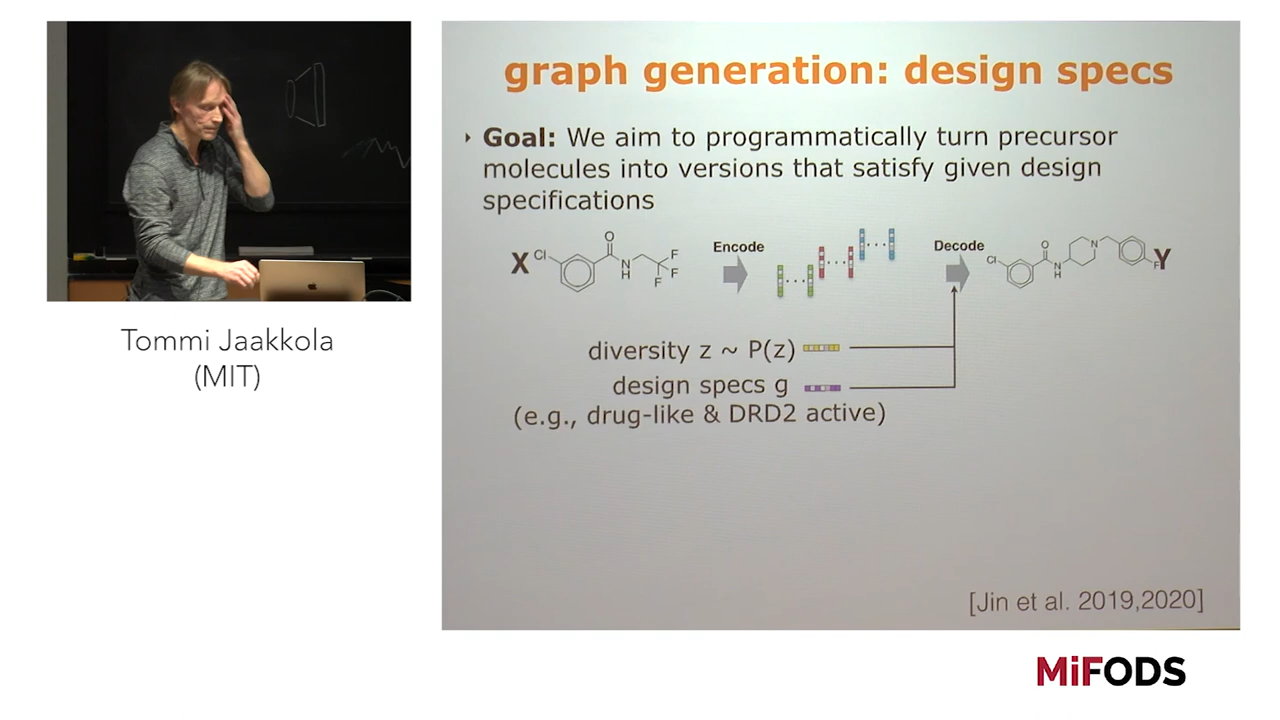 graph generation: design specs
Goal: We aim to programmatically turn precursor
molecules into versions that satisfy given design
specifications
X
Cl
O
N
H
F
F
F
Encode
Decode
Cl
O
N
H
N
F
Y
diversity z ~ P(z)
design specs g
(e.g., drug-like & DRD2 active)
[Jin et al. 2019,2020]
Tommi Jaakkola
(MIT)
MiFODS